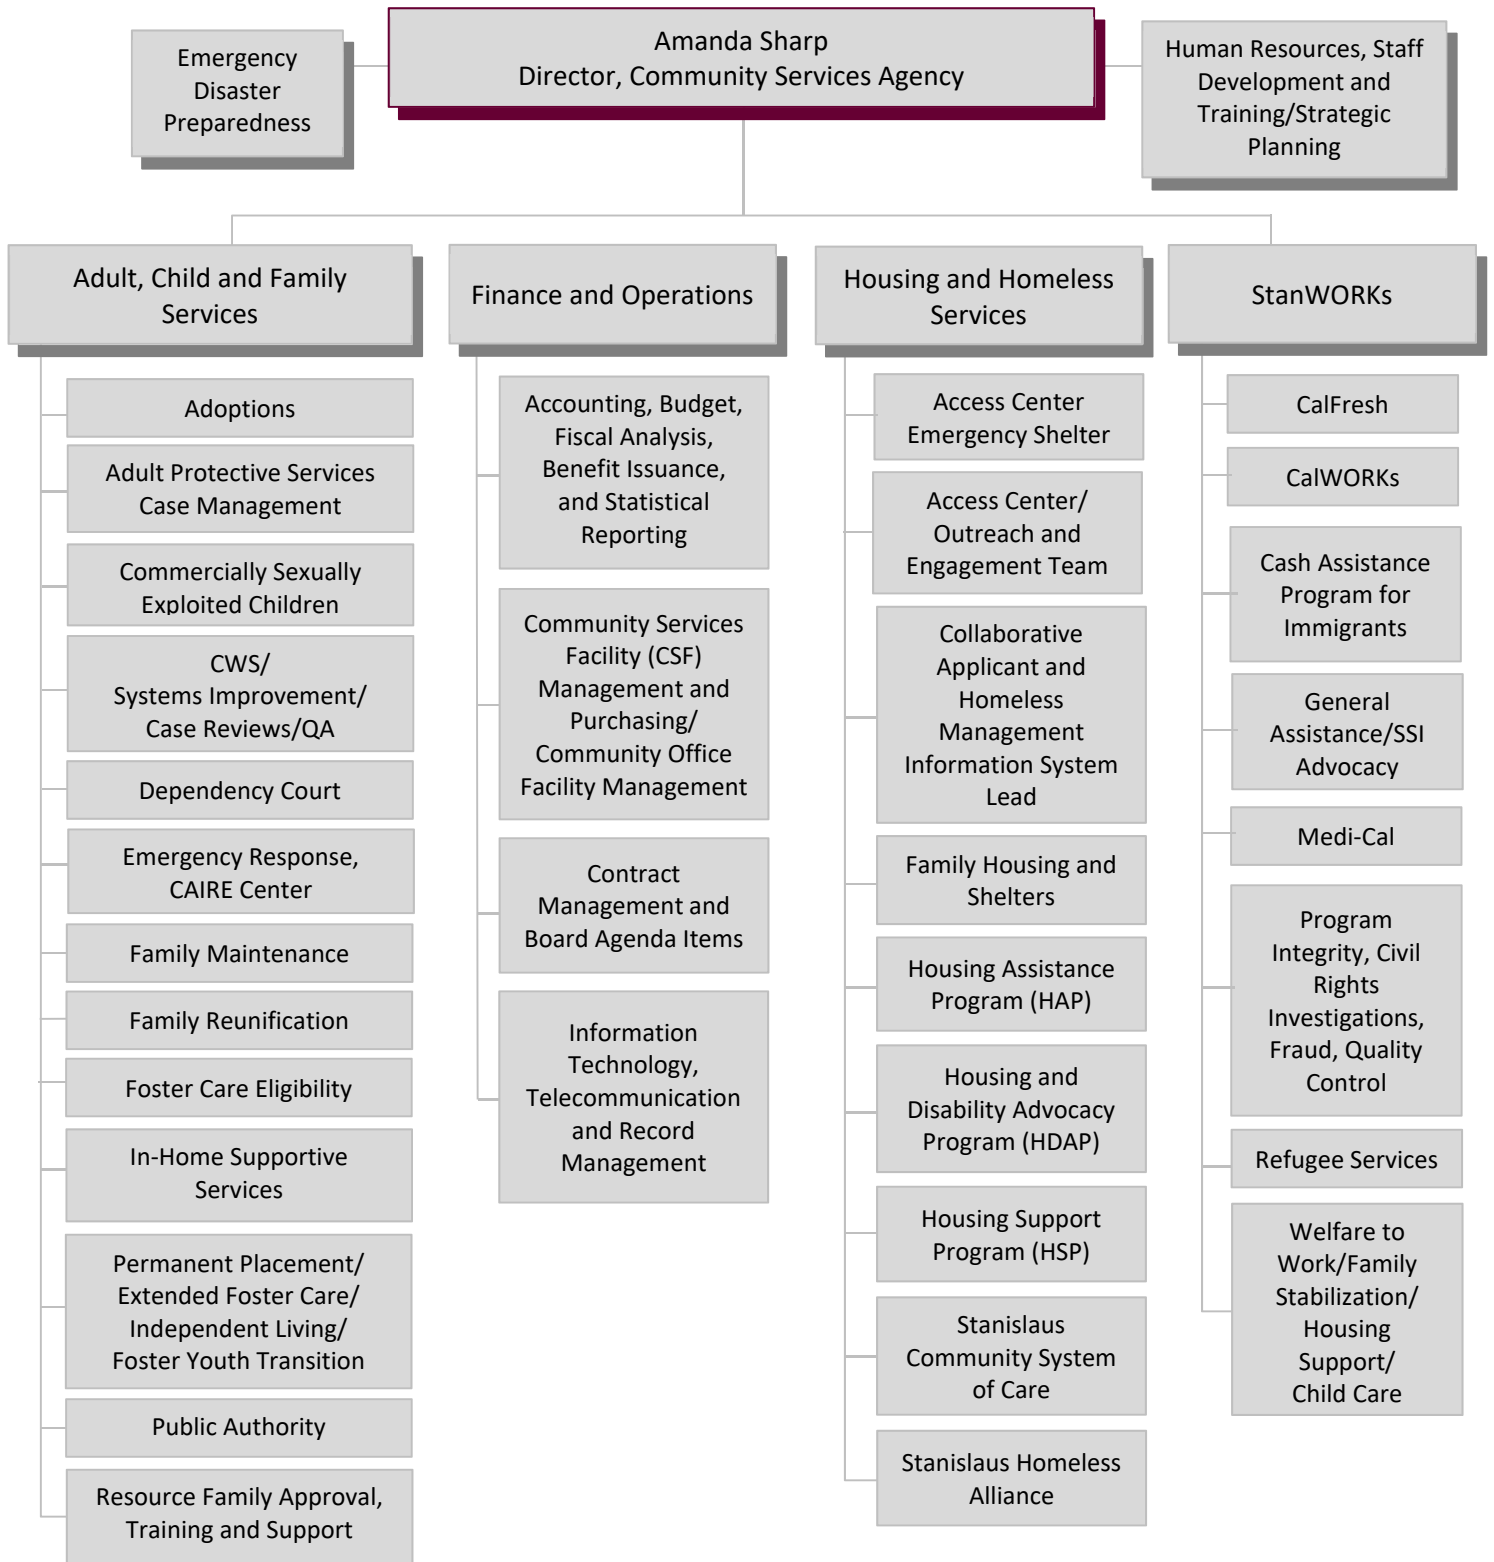 Amanda Sharp
Director, Community Services Agency
Emergency
Disaster
Preparedness
Human Resources, Staff
Development and
Training/Strategic
Planning
Adult, Child and Family
Services
Adoptions
Adult Protective Services
Case Management
Commercially Sexually
Exploited Children
CWS/
Systems Improvement/
Case Reviews/QA
Dependency Court
Emergency Response,
CAIRE Center
Family Maintenance
Family Reunification
Foster Care Eligibility
In-Home Supportive
Services
Permanent Placement/
Extended Foster Care/
Independent Living/
Foster Youth Transition
Public Authority
Resource Family Approval,
Training and Support
Finance and Operations
Accounting, Budget,
Fiscal Analysis,
Benefit Issuance,
and Statistical
Reporting
Community Services
Facility (CSF)
Management and
Purchasing/
Community Office
Facility Management
Contract
Management and
Board Agenda Items
Information
Technology,
Telecommunication
and Record
Management
Housing and Homeless
Services
Access Center
Emergency Shelter
Access Center/
Outreach and
Engagement Team
Collaborative
Applicant and
Homeless
Management
Information System
Lead
Family Housing and
Shelters
Housing Assistance
Program (HAP)
Housing and
Disability Advocacy
Program (HDAP)
Housing Support
Program (HSP)
Stanislaus
Community System
of Care
Stanislaus Homeless
Alliance
StanWORKs
CalFresh
CalWORKs
Cash Assistance
Program for
Immigrants
General
Assistance/SSI
Advocacy
Medi-Cal
Program
Integrity, Civil
Rights
Investigations,
Fraud, Quality
Control
Refugee Services
Welfare to
Work/Family
Stabilization/
Housing
Support/
Child Care